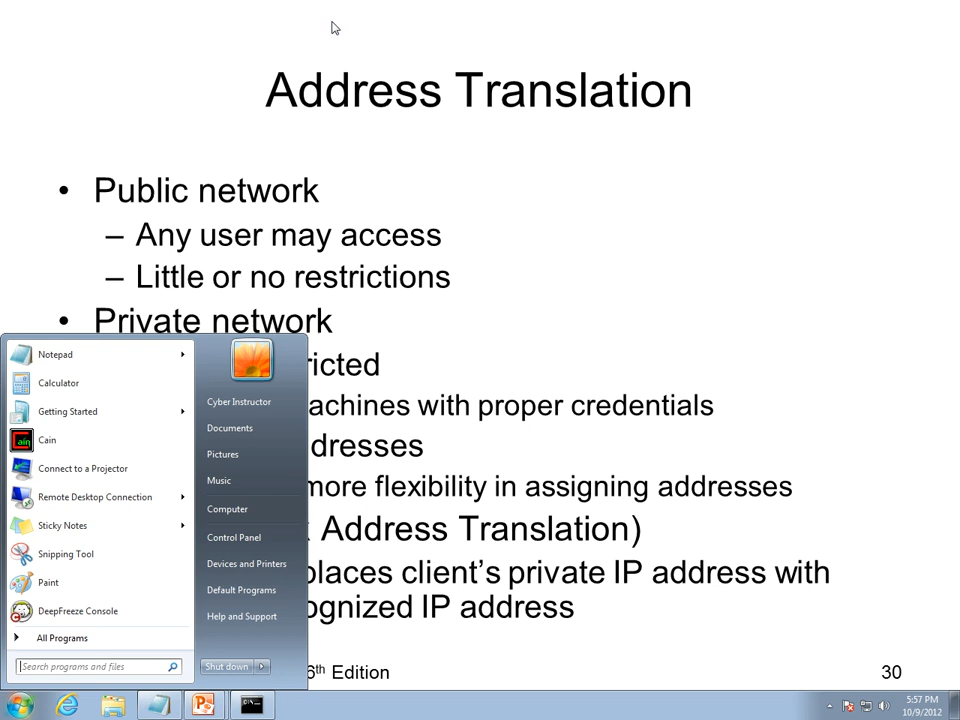 Address Translation
• Public network
– Any user may access
– Little or no restrictions
• Private network
ricted
achines with proper credentials
dresses
more flexibility in assigning addresses
Address Translation)
places client's private IP address with
ognized IP address
6th Edition
30
Notepad
Calculator
Getting Started
Cain
Connect to a Projector
Remote Desktop Connection
Sticky Notes
Snipping Tool
Paint
DeepFreeze Console
All Programs
Search programs and files
Cyber Instructor
Documents
Pictures
Music
Computer
Control Panel
Devices and Printers
Default Programs
Help and Support
Shut down
5:57 PM
10/9/2012